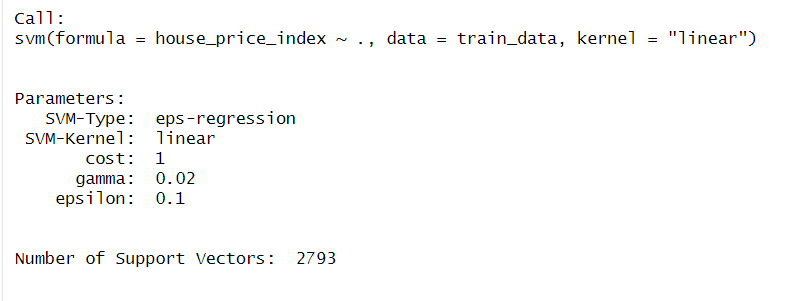 Call:
svm(formula = house_price_index ~ ., data = train_data, kernel = "linear")
Parameters:
SVM-Type: eps-regression
SVM-Kernel: linear
cost: 1
gamma: 0.02
epsilon: 0.1
Number of Support Vectors: 2793